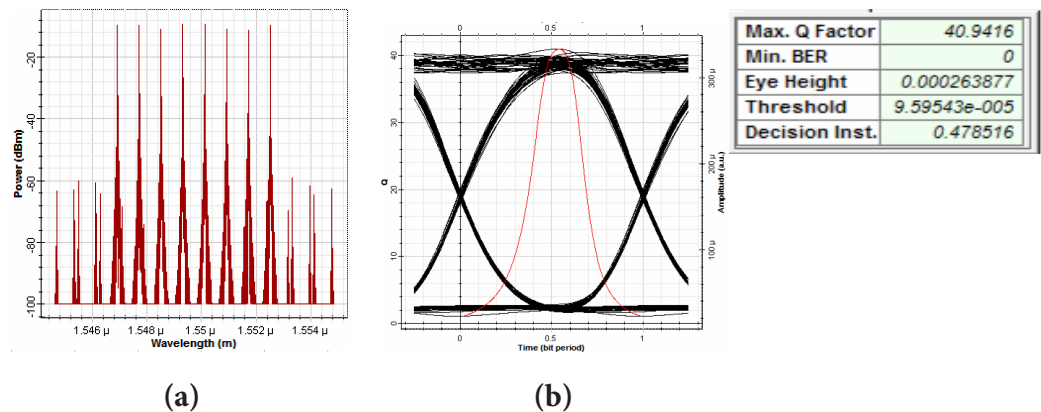 Power (dBm)
-20
-40
-60
-80
-100
1.546 µ 1.548 µ 1.55 µ 1.552 µ 1.554 µ
Wavelength (m)
(a)
0 0.5 1
Q
40
30
20
10
0
Amplitude (a.u.)
300 µ
200 µ
100 µ
0 0.5 1
Time (bit period)
(b)
Max. Q Factor 40.9416
Min. BER 0
Eye Height 0.000263877
Threshold 9.59543e-005
Decision Inst. 0.478516